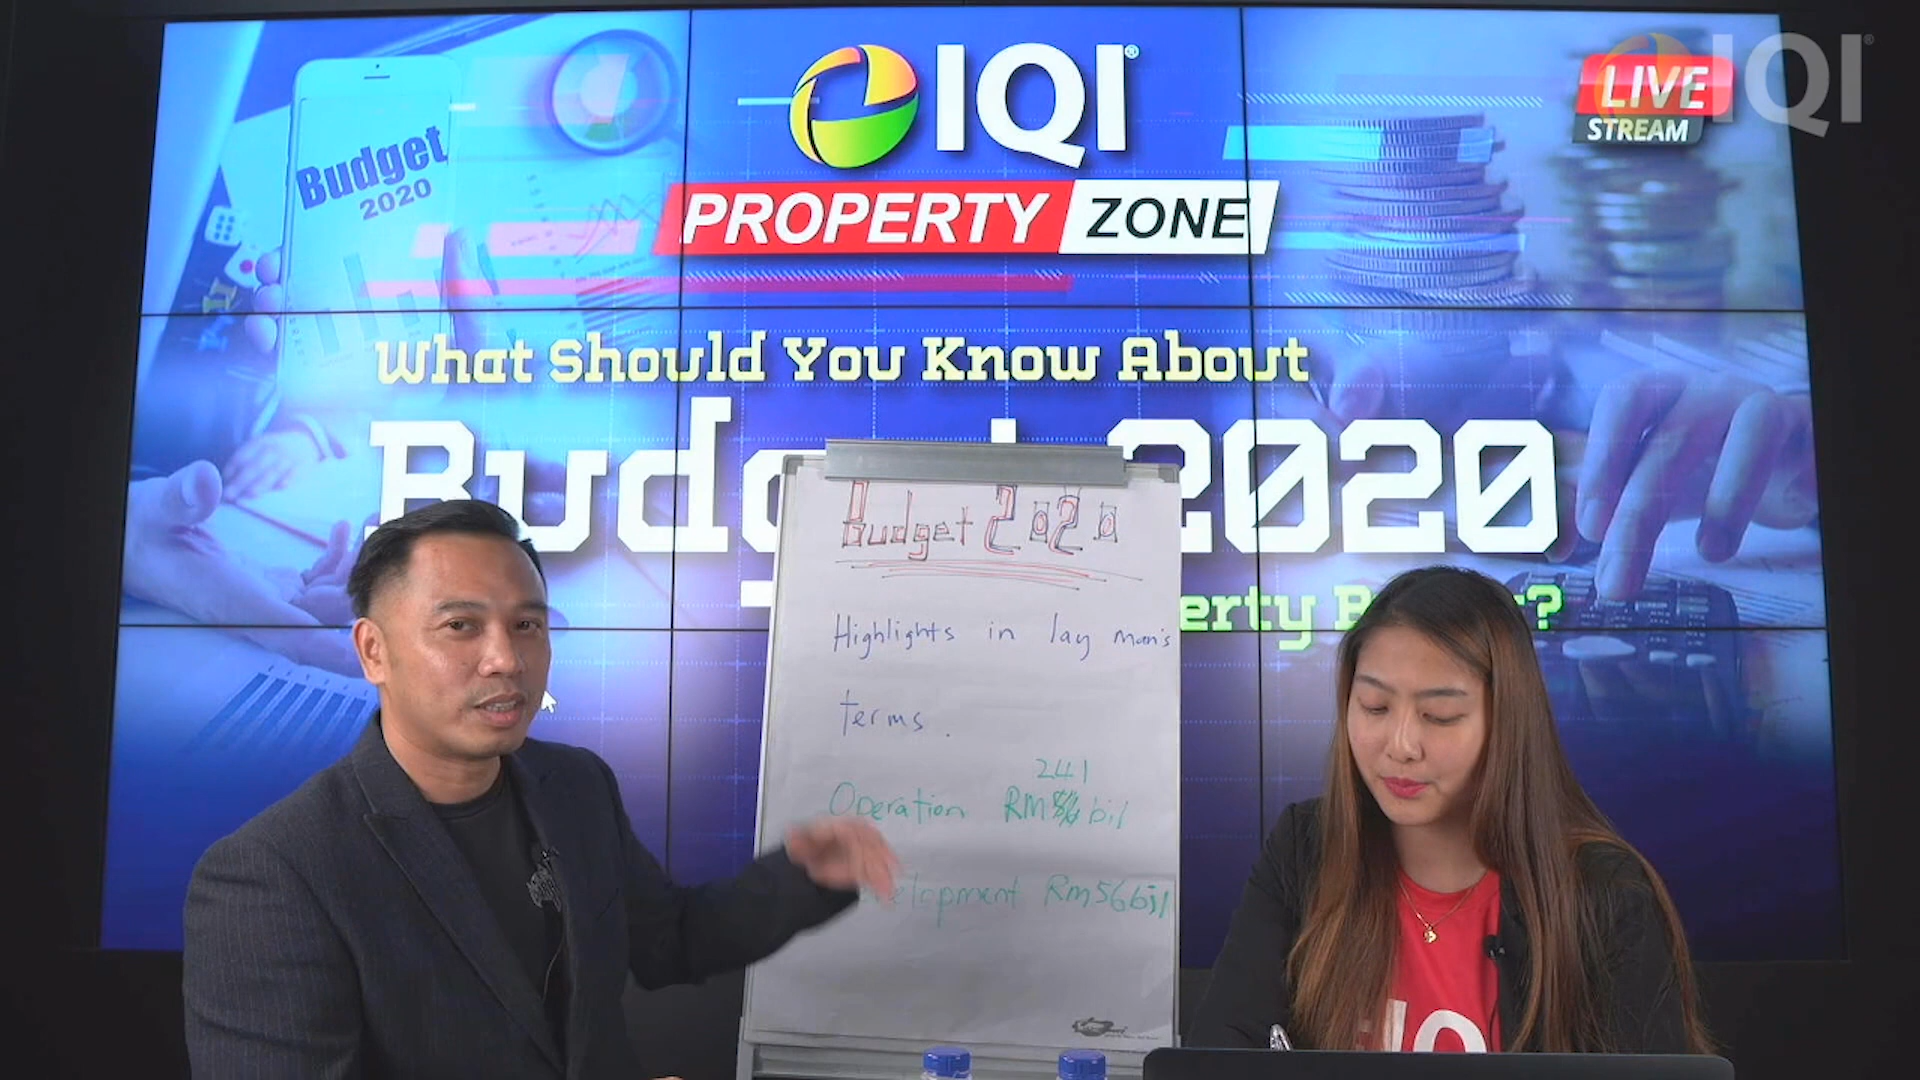 IQI®
LIVE
STREAM
IQI®
Budget
2020
PROPERTY ZONE
What Should You Know About
2020
Budget 2020
Highlights in lay man's
terms.
241
Operation RM bil
RM56bil